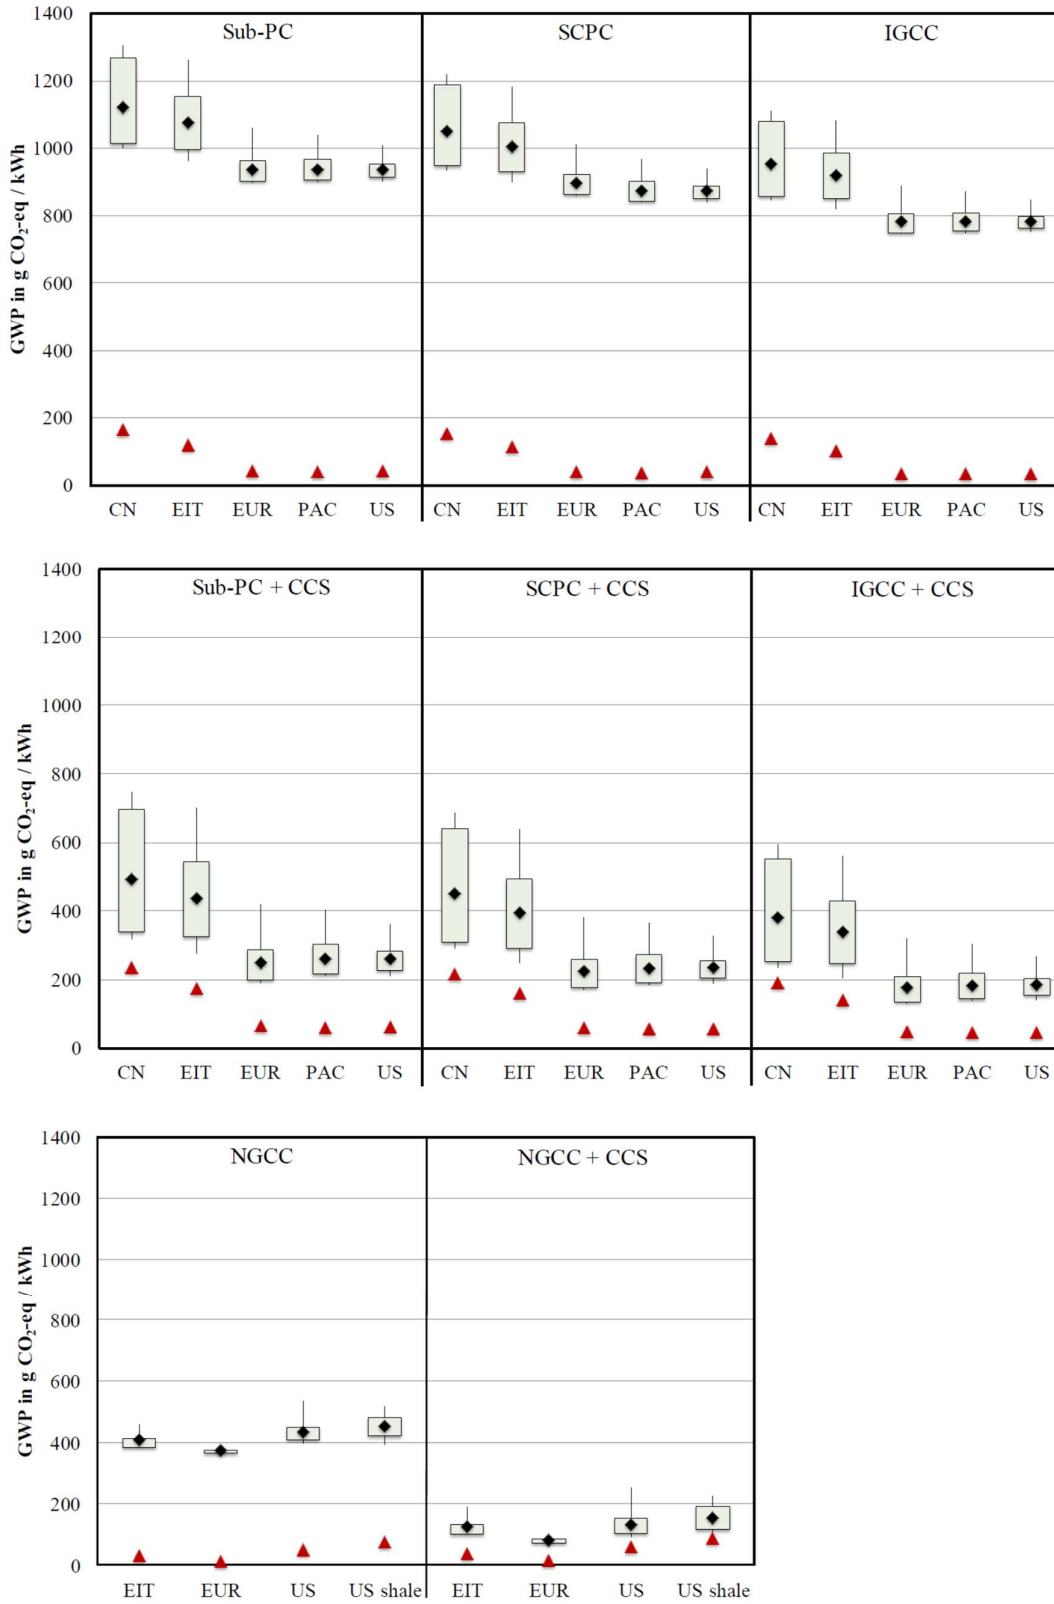 Sub-PC SCPC IGCC
GWP in g CO₂-eq / kWh
1400
1200
1000
800
600
400
200
0
CN EIT EUR PAC US CN EIT EUR PAC US CN EIT EUR PAC US
Sub-PC + CCS SCPC + CCS IGCC + CCS
GWP in g CO₂-eq / kWh
1400
1200
1000
800
600
400
200
0
CN EIT EUR PAC US CN EIT EUR PAC US CN EIT EUR PAC US
NGCC NGCC + CCS
GWP in g CO₂-eq / kWh
1400
1200
1000
800
600
400
200
0
EIT EUR US US shale EIT EUR US US shale